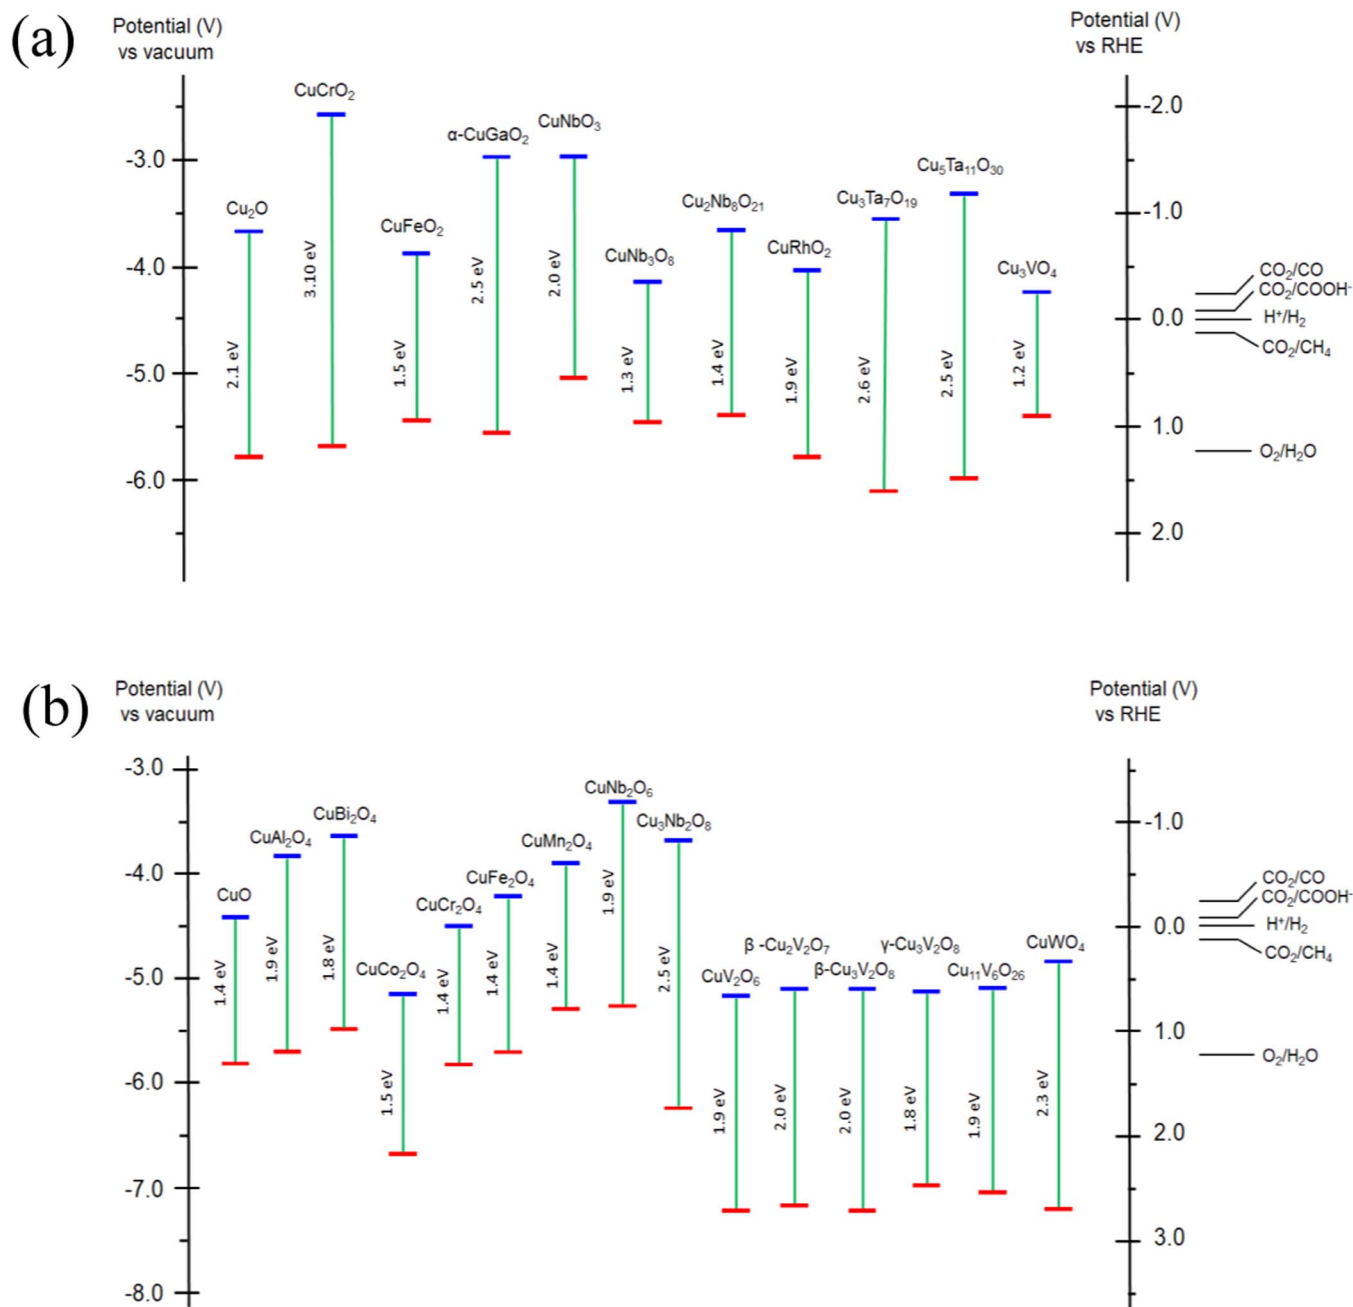 (a)
Potential (V)
vs vacuum
Potential (V)
vs RHE
CuCrO₂
-2.0
α-CuGaO₂
CuNbO₃
-3.0
Cu₅Ta₁₁O₃₀
Cu₂O
CuFeO₂
Cu₂Nb₈O₂₁
Cu₃Ta₇O₁₉
-1.0
CuNb₃O₈
CuRhO₂
Cu₃VO₄
-4.0
CO₂/CO
CO₂/COOH⁻
0.0
H⁺/H₂
CO₂/CH₄
2.1 eV
3.10 eV
1.5 eV
2.5 eV
2.0 eV
1.3 eV
1.4 eV
1.9 eV
2.6 eV
2.5 eV
1.2 eV
-5.0
1.0
O₂/H₂O
-6.0
2.0
(b)
Potential (V)
vs vacuum
Potential (V)
vs RHE
-3.0
CuNb₂O₆
CuBi₂O₄
Cu₃Nb₂O₈
-1.0
CuAl₂O₄
CuMn₂O₄
-4.0
CuFe₂O₄
CO₂/CO
CuO
CuCr₂O₄
CO₂/COOH⁻
0.0
H⁺/H₂
β -Cu₂V₂O₇
γ-Cu₃V₂O₈
CuWO₄
CO₂/CH₄
CuCo₂O₄
CuV₂O₆
β-Cu₃V₂O₈
Cu₁₁V₆O₂₆
-5.0
1.4 eV
1.9 eV
1.8 eV
1.5 eV
1.4 eV
1.4 eV
1.4 eV
1.9 eV
2.5 eV
1.9 eV
2.0 eV
2.0 eV
1.8 eV
1.9 eV
2.3 eV
1.0
O₂/H₂O
-6.0
2.0
-7.0
3.0
-8.0